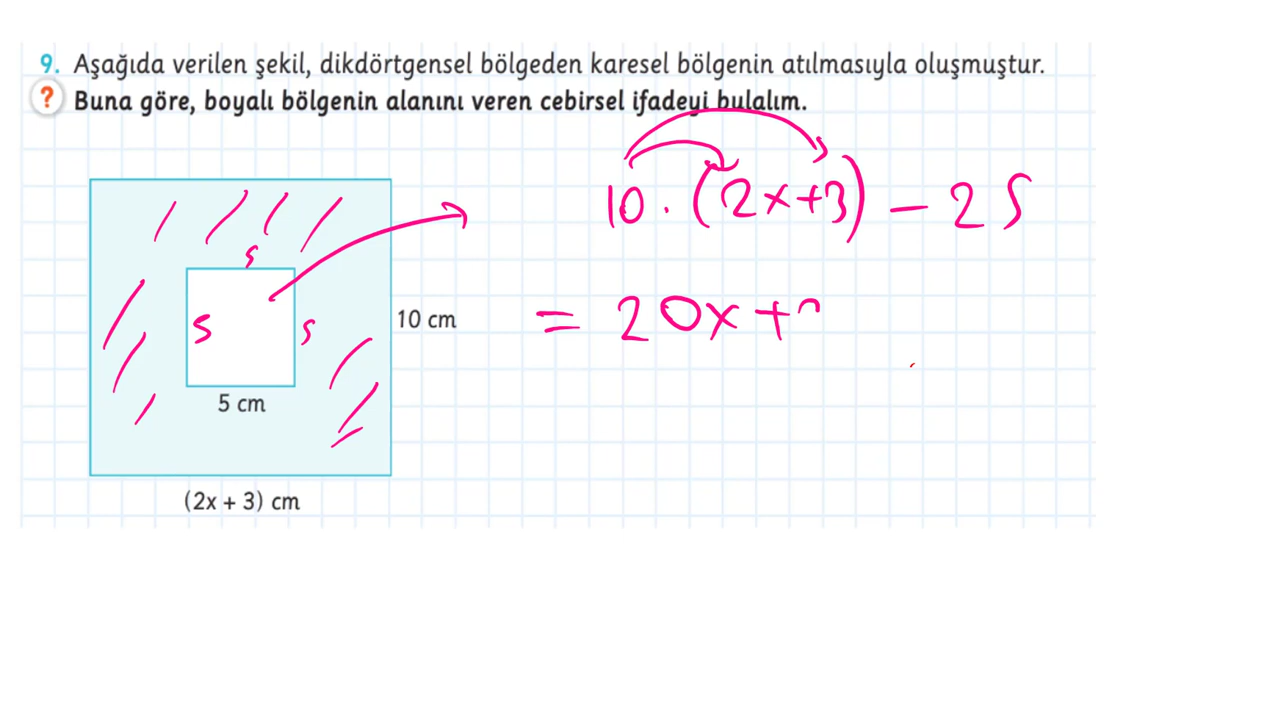 9. Aşağıda verilen şekil, dikdörtgensel bölgeden karesel bölgenin atılmasıyla oluşmuştur.
? Buna göre, boyalı bölgenin alanını veren cebirsel ifadeyi bulalım.
10. (2x+3) - 25
5
5 5
= 20x +
10 cm
5 cm
(2x + 3) cm